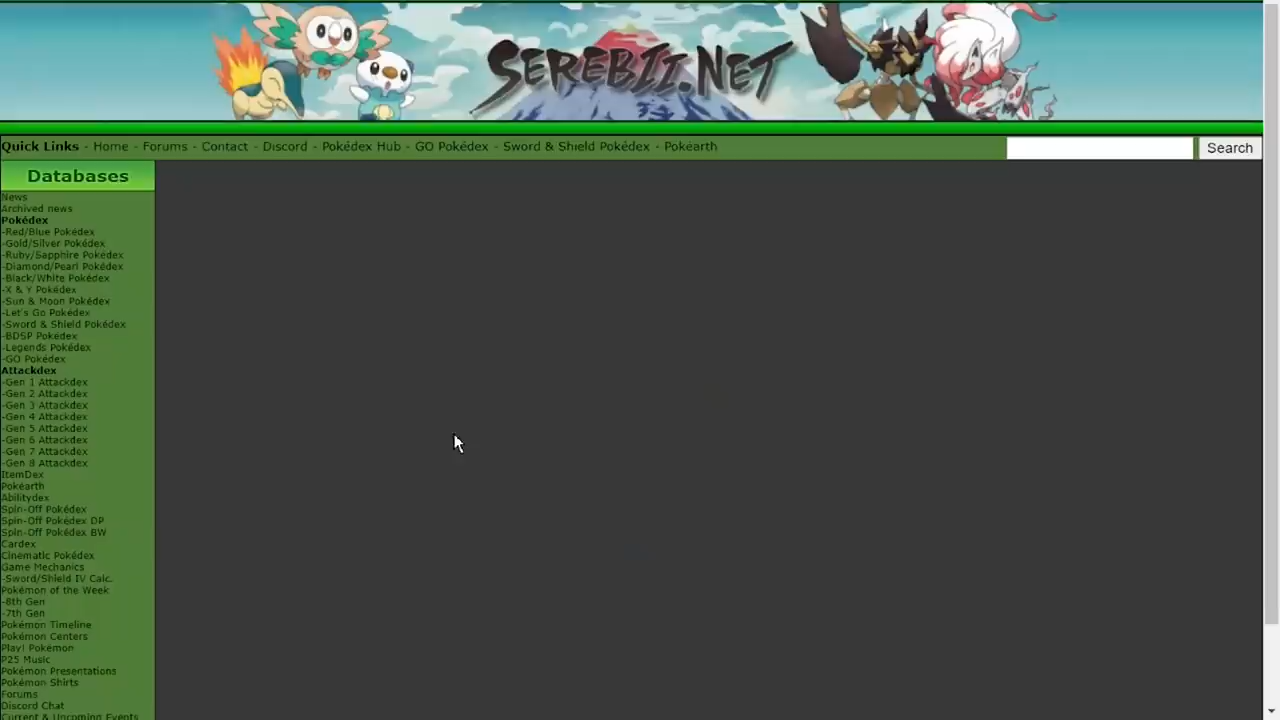 SEREBII.NET
Quick Links - Home - Forums - Contact - Discord - Pokédex Hub - GO Pokédex - Sword & Shield Pokédex - Pokéarth
Search
Databases
News
Archived news
Pokédex
-Red/Blue Pokédex
-Gold/Silver Pokédex
-Ruby/Sapphire Pokédex
-Diamond/Pearl Pokédex
-Black/White Pokédex
-X & Y Pokédex
-Sun & Moon Pokédex
-Let's Go Pokédex
-Sword & Shield Pokédex
-BDSP Pokédex
-Legends Pokédex
-GO Pokédex
Attackdex
-Gen 1 Attackdex
-Gen 2 Attackdex
-Gen 3 Attackdex
-Gen 4 Attackdex
-Gen 5 Attackdex
-Gen 6 Attackdex
-Gen 7 Attackdex
-Gen 8 Attackdex
ItemDex
Pokéarth
Abilitydex
Spin-Off Pokédex
Spin-Off Pokédex DP
Spin-Off Pokédex BW
Cardex
Cinematic Pokédex
Game Mechanics
-Sword/Shield IV Calc.
Pokémon of the Week
-8th Gen
-7th Gen
Pokémon Timeline
Pokémon Centers
Play! Pokémon
P25 Music
Pokémon Presentations
Pokémon Shirts
Forums
Discord Chat
Current & Upcoming Events